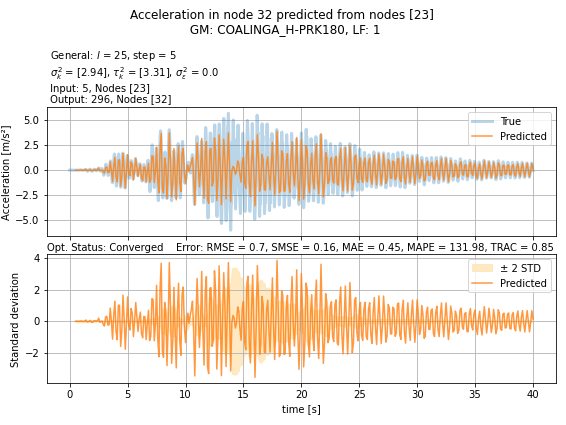 Acceleration in node 32 predicted from nodes [23]
GM: COALINGA_H-PRK180, LF: 1
General: l = 25, step = 5
σ²ₖ = [2.94], τ²ₖ = [3.31], σ²ε = 0.0
Input: 5, Nodes [23]
Output: 296, Nodes [32]
Acceleration [m/s²]
5.0
2.5
0.0
−2.5
−5.0
True
Predicted
Opt. Status: Converged Error: RMSE = 0.7, SMSE = 0.16, MAE = 0.45, MAPE = 131.98, TRAC = 0.85
Standard deviation
4
2
0
−2
± 2 STD
Predicted
0 5 10 15 20 25 30 35 40
time [s]